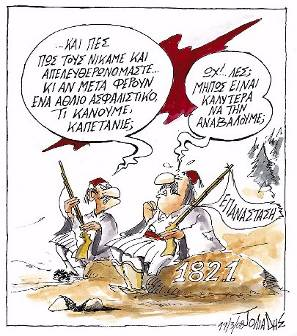 ...ΚΑΙ ΠΕΣ
ΠΩΣ ΤΟΥΣ ΝΙΚΑΜΕ ΚΑΙ
ΑΠΕΛΕΥΘΕΡΩΝΟΜΑΣΤΕ...
ΚΙ ΑΝ ΜΕΤΑ ΦΕΡΟΥΝ
ΕΝΑ ΑΘΛΙΟ ΑΣΦΑΛΙΣΤΙΚΟ,
ΤΙ ΚΑΝΟΥΜΕ,
ΚΑΠΕΤΑΝΙΕ;
ΟΧ!.. ΛΕΣ;
ΜΗΠΩΣ ΕΙΝΑΙ
ΚΑΛΥΤΕΡΑ
ΝΑ ΤΗΝ
ΑΝΑΒΑΛΟΥΜΕ;
ΕΠΑΝΑΣΤΑΣΗ
1821